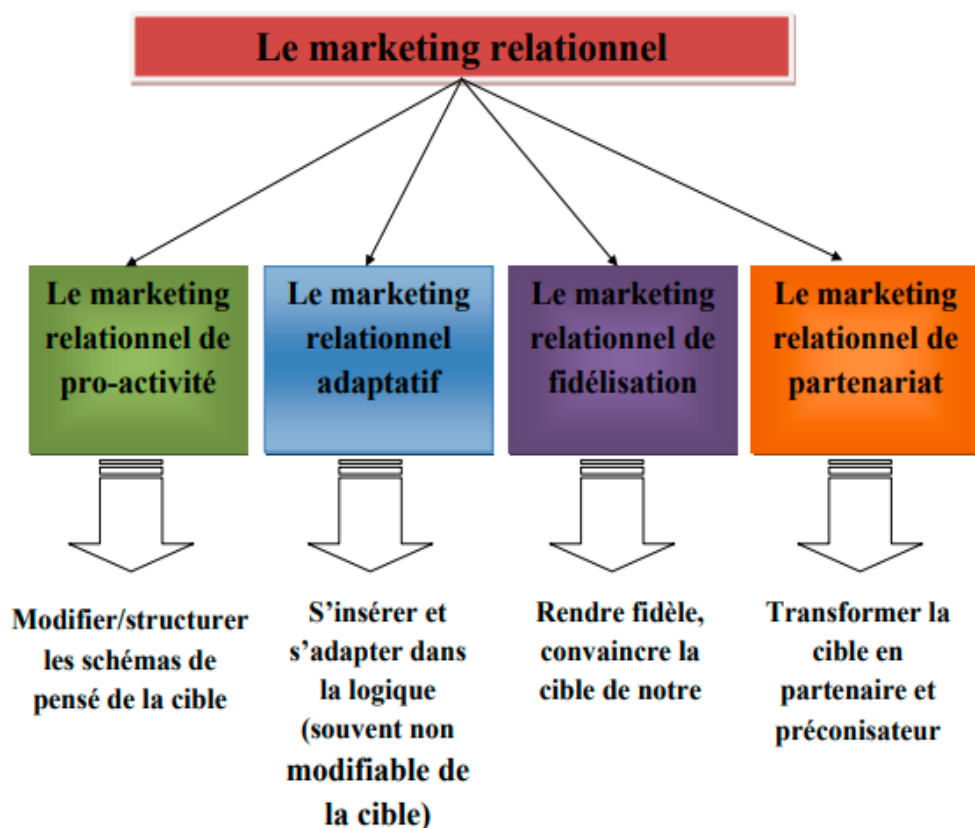 Le marketing relationnel
Le marketing
relationnel de
pro-activité
Le marketing
relationnel
adaptatif
Le marketing
relationnel de
fidélisation
Le marketing
relationnel de
partenariat
Modifier/structurer
les schémas de
pensé de la cible
S’insérer et
s’adapter dans
la logique
(souvent non
modifiable de
la cible)
Rendre fidèle,
convaincre la
cible de notre
Transformer la
cible en
partenaire et
préconisateur